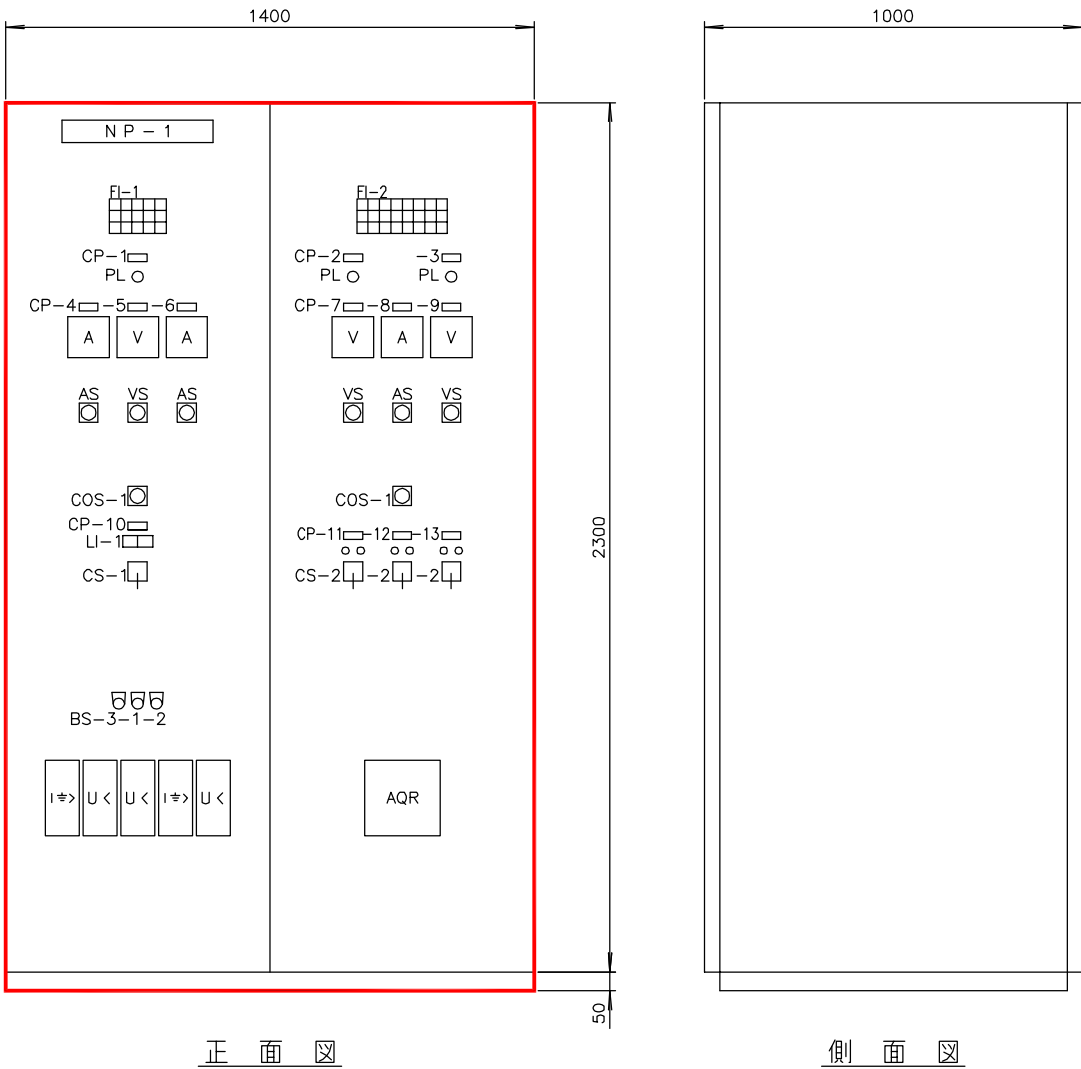 1400
1000
NP-1
FI-1
FI-2
CP-1
CP-2
-3
PL
PL
PL
CP-4
-5
-6
CP-7
-8
-9
A
V
A
V
A
V
AS
VS
AS
VS
AS
VS
COS-1
COS-1
CP-10
LI-1
CP-11
-12
-13
CS-1
CS-2
-2
-2
2300
BS-3-1-2
I⏚>
U<
U<
I⏚>
U<
AQR
50
正面図
側面図